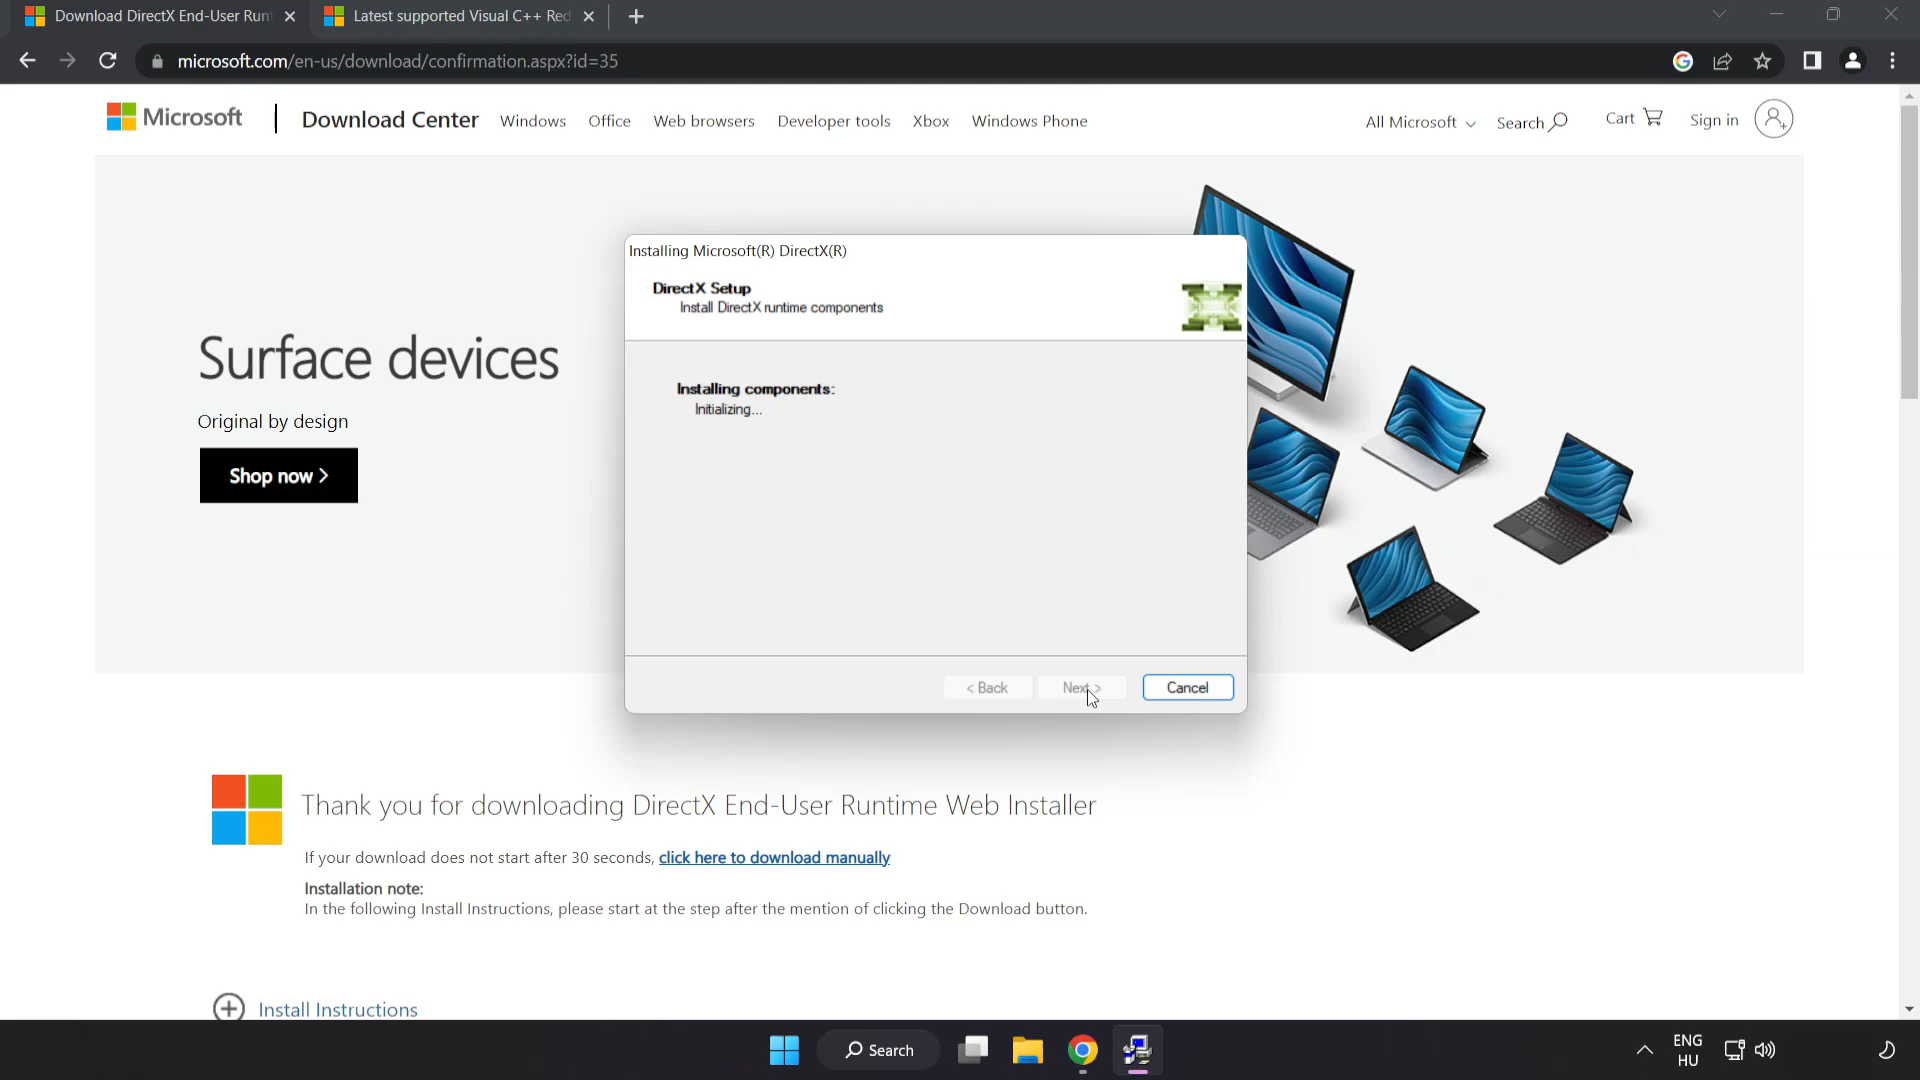 Download DirectX End-User Run
Latest supported Visual C++ Red
microsoft.com/en-us/download/confirmation.aspx?id=35
Microsoft
Download Center
Windows
Office
Web browsers
Developer tools
Xbox
Windows Phone
All Microsoft
Search
Cart
Sign in
Surface devices
Original by design
Shop now >
Installing Microsoft(R) DirectX(R)
DirectX Setup
Install DirectX runtime components
Installing components:
Initializing...
< Back
Next >
Cancel
Thank you for downloading DirectX End-User Runtime Web Installer
If your download does not start after 30 seconds, click here to download manually
Installation note:
In the following Install Instructions, please start at the step after the mention of clicking the Download button.
Install Instructions
Search
ENG
HU